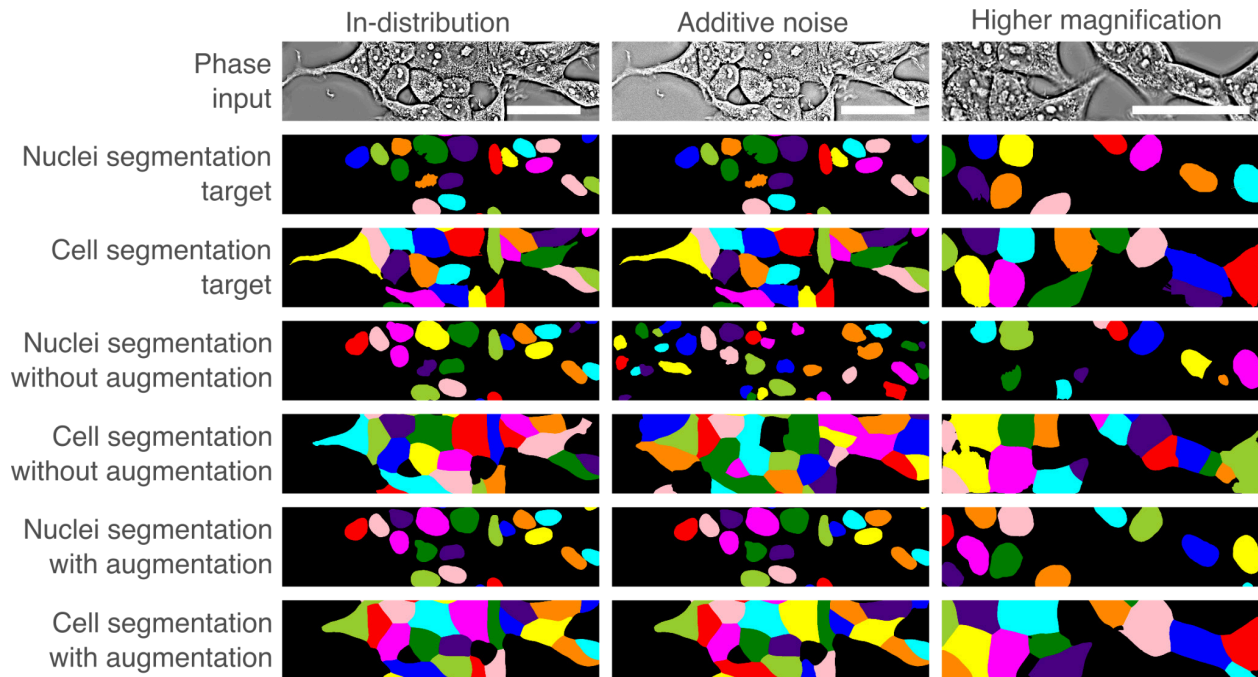 In-distribution
Additive noise
Higher magnification
Phase
input
Nuclei segmentation
target
Cell segmentation
target
Nuclei segmentation
without augmentation
Cell segmentation
without augmentation
Nuclei segmentation
with augmentation
Cell segmentation
with augmentation